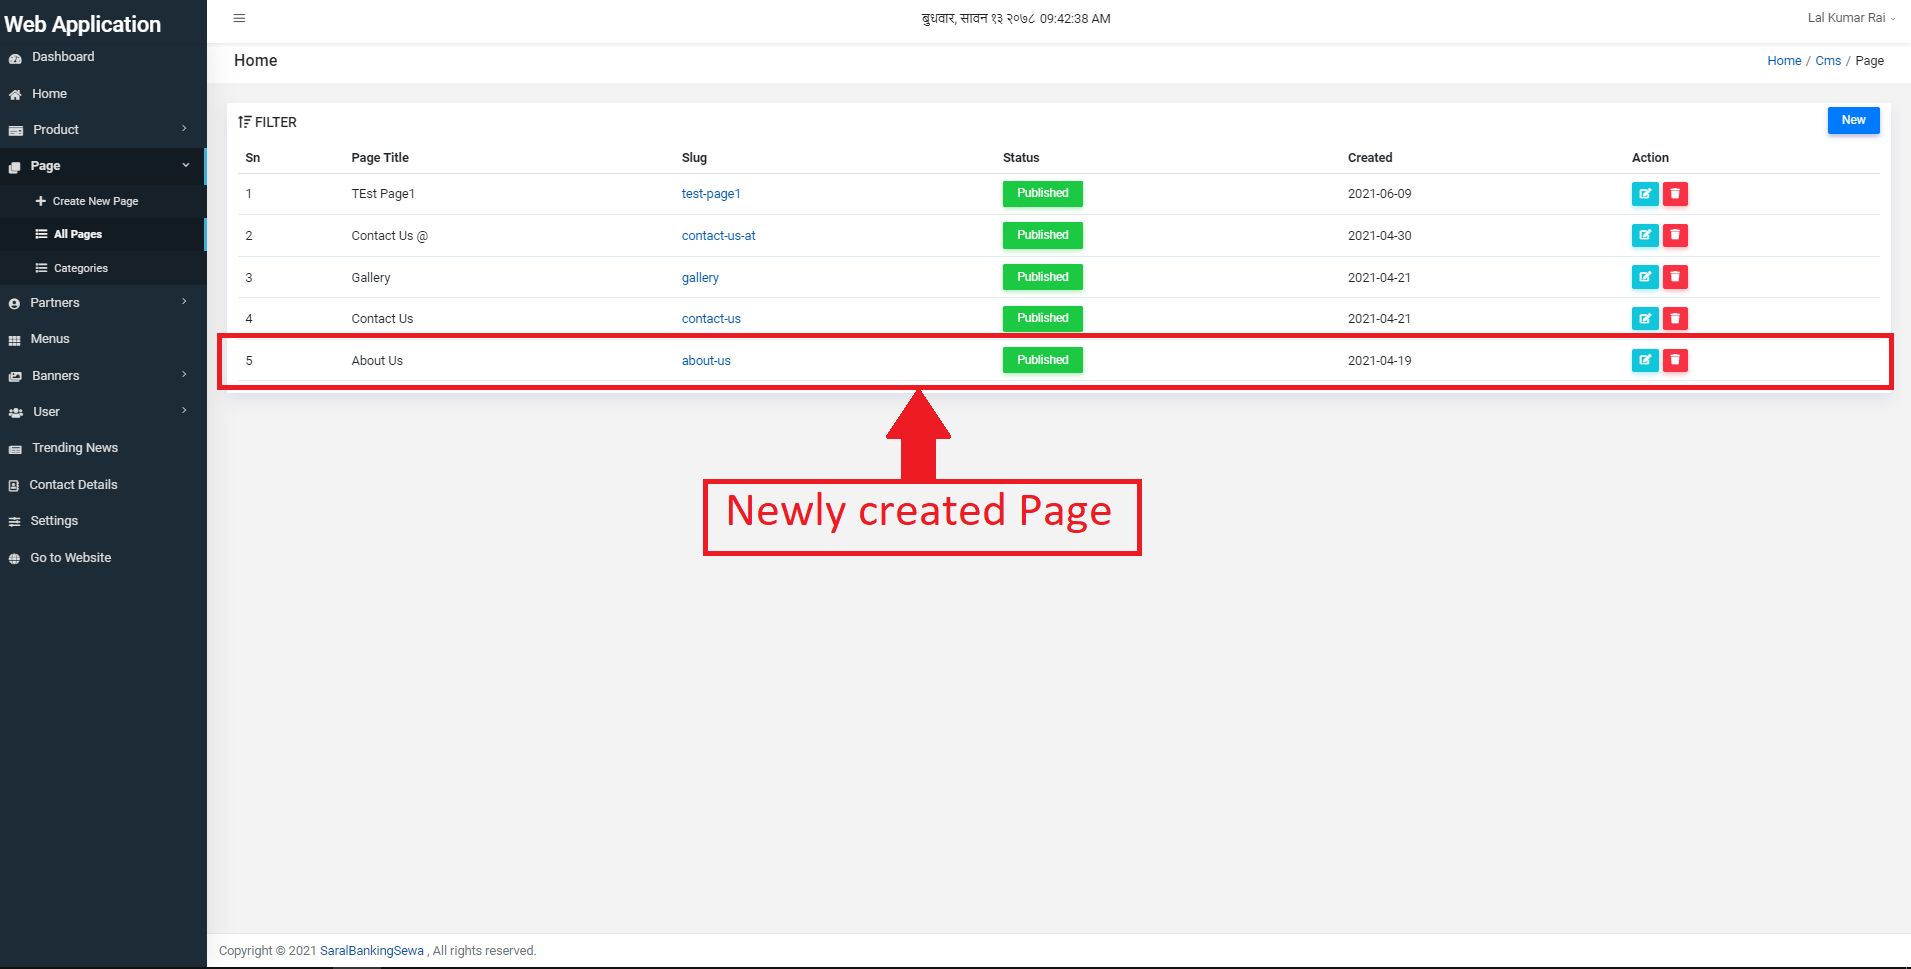 Web Application
बुधवार, सावन १३ २०७८ 09:42:38 AM
Lal Kumar Rai
Dashboard
Home
Product
Page
Create New Page
All Pages
Categories
Partners
Menus
Banners
User
Trending News
Contact Details
Settings
Go to Website
Home
Home / Cms / Page
FILTER
New
Sn Page Title Slug Status Created Action
1 TEst Page1 test-page1 Published 2021-06-09
2 Contact Us @ contact-us-at Published 2021-04-30
3 Gallery gallery Published 2021-04-21
4 Contact Us contact-us Published 2021-04-21
5 About Us about-us Published 2021-04-19
Newly created Page
Copyright © 2021 SaralBankingSewa , All rights reserved.